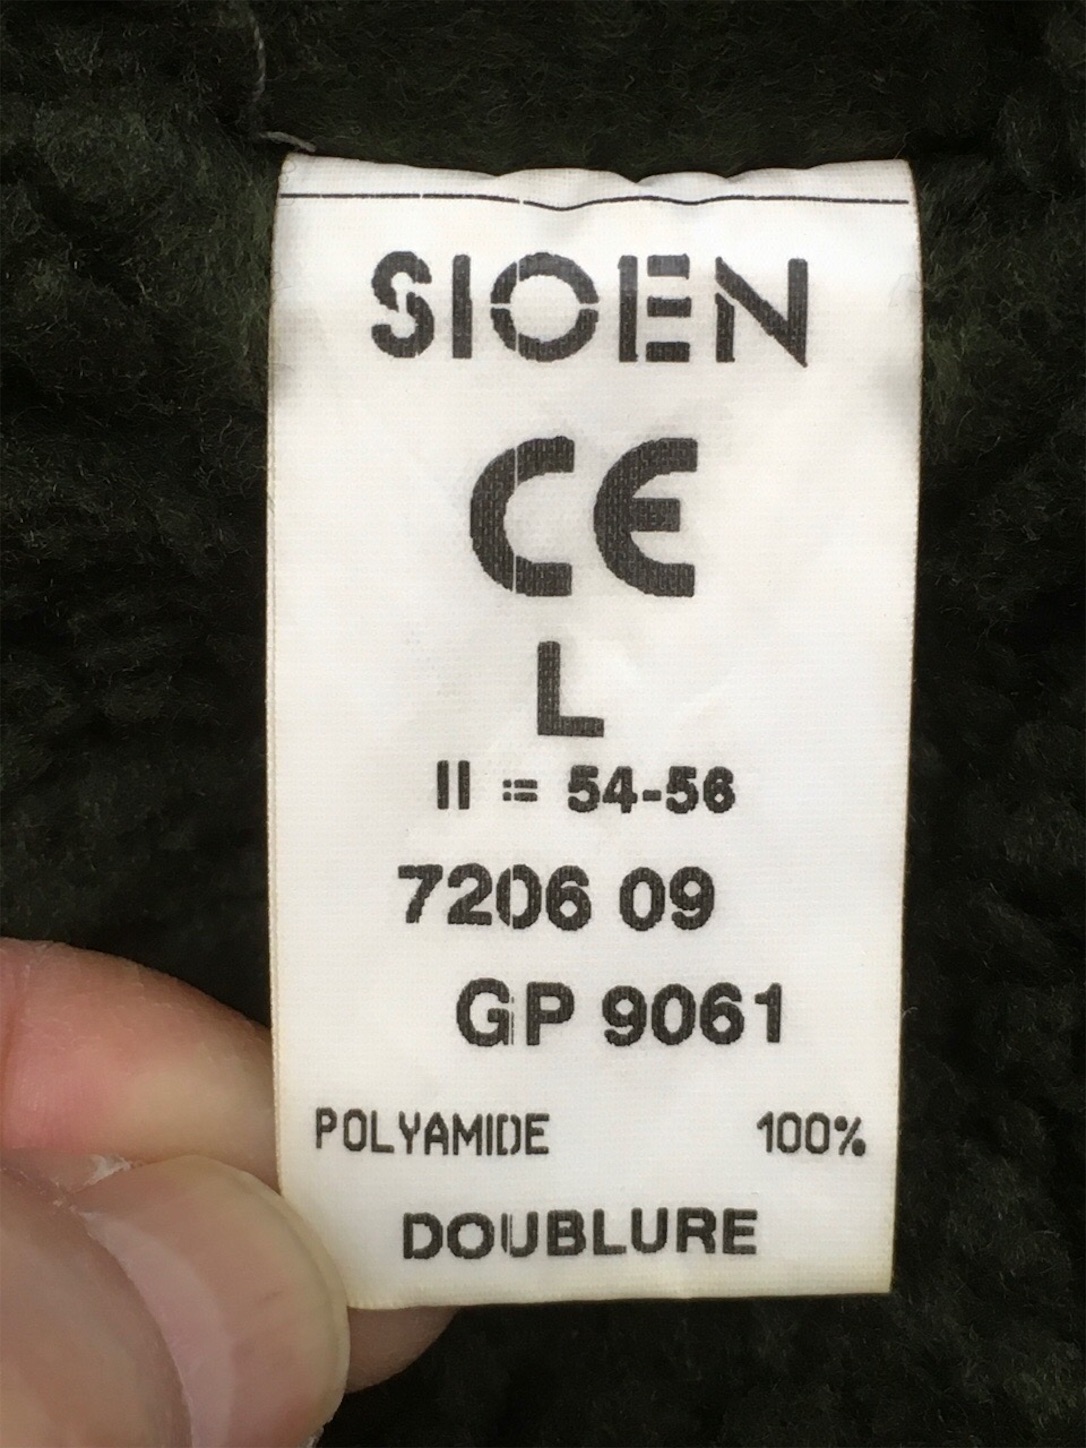 SIOEN
CE
L
II = 54-56
7206 09
GP 9061
POLYAMIDE 100%
DOUBLURE